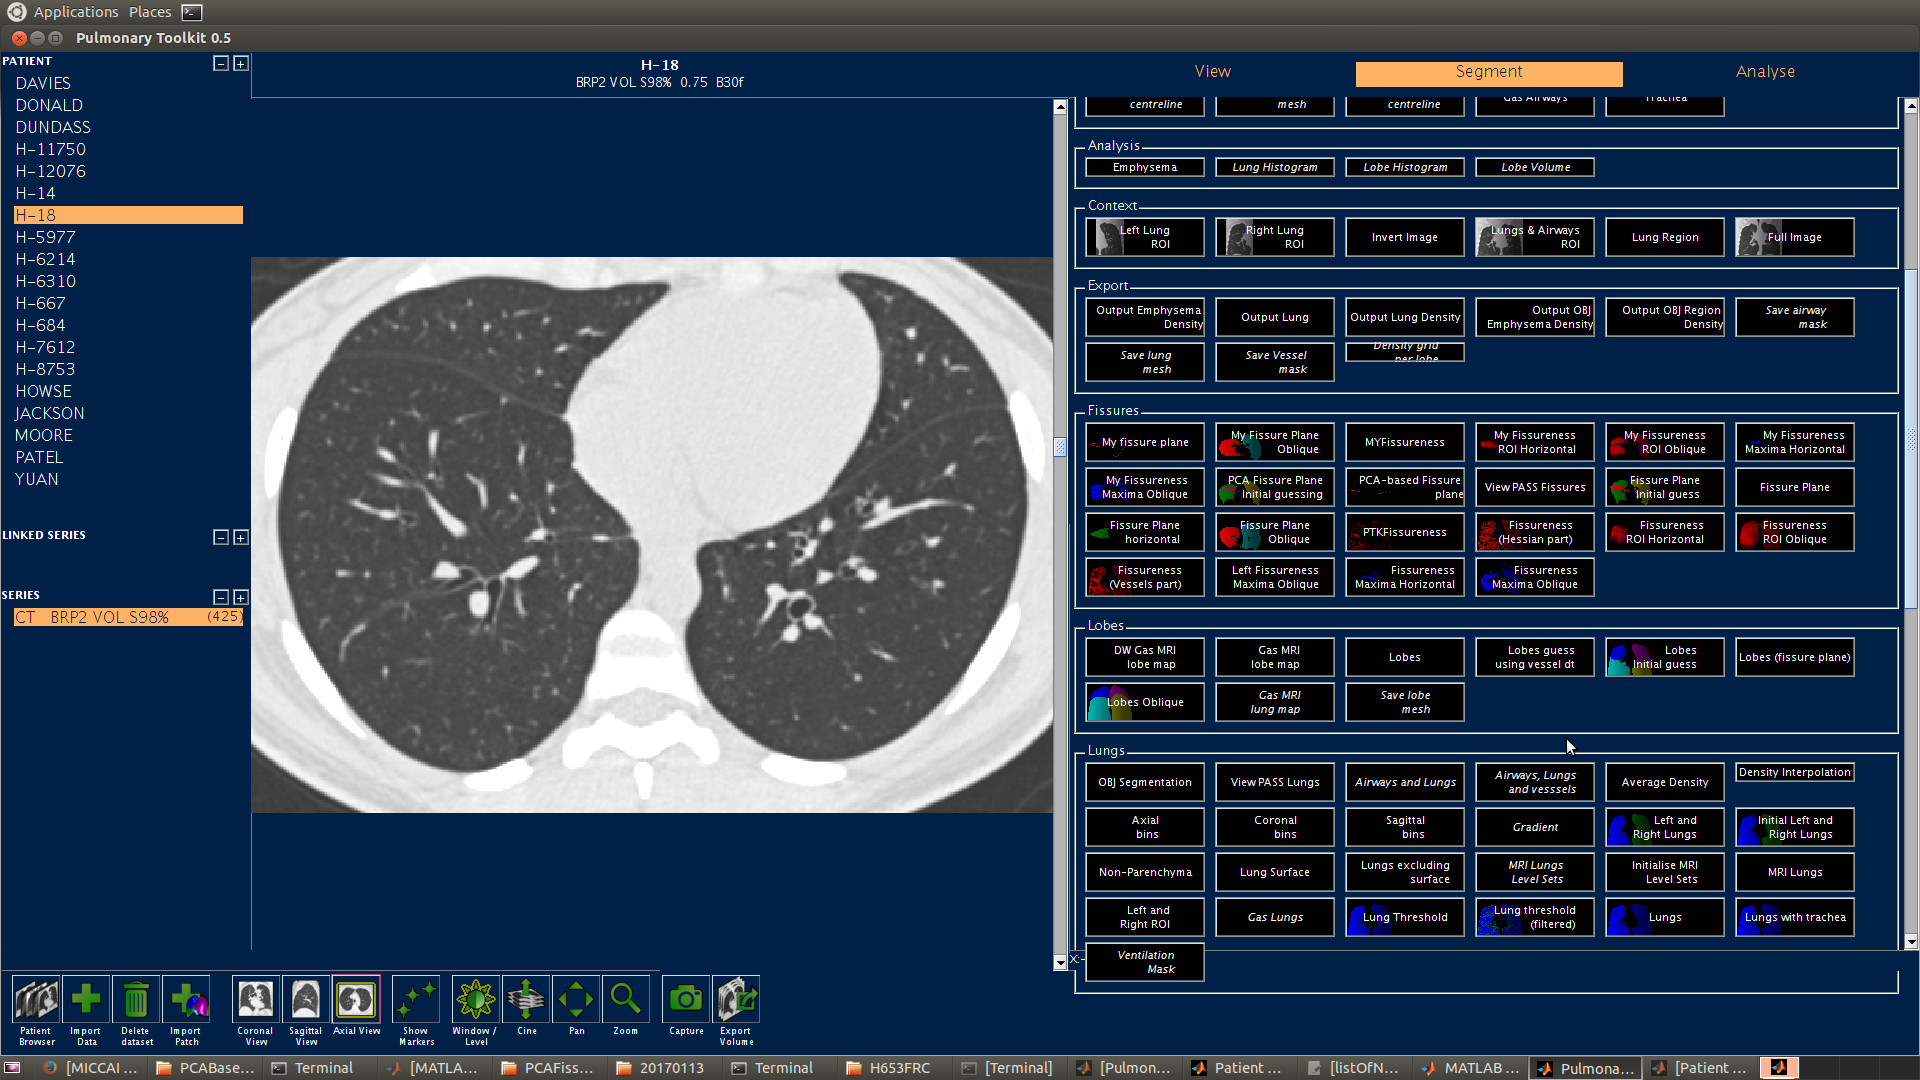 Applications Places
Pulmonary Toolkit 0.5
PATIENT
DAVIES
DONALD
DUNDASS
H-11750
H-12076
H-14
H-18
H-5977
H-6214
H-6310
H-667
H-684
H-7612
H-8753
HOWSE
JACKSON
MOORE
PATEL
YUAN
LINKED SERIES
SERIES
CT BRP2 VOL S98% (425)
H-18
BRP2 VOL S98% 0.75 B30f
View Segment Analyse
centreline
mesh
centreline
Gas Airways
Trachea
Analysis
Emphysema
Lung Histogram
Lobe Histogram
Lobe Volume
Context
Left Lung
ROI
Right Lung
ROI
Invert Image
Lungs & Airways
ROI
Lung Region
Full Image
Export
Output Emphysema
Density
Output Lung
Output Lung Density
Output OBJ
Emphysema Density
Output OBJ Region
Density
Save airway
mask
Save lung
mesh
Save Vessel
mask
Density grid
per lobe
Fissures
My fissure plane
My Fissure Plane
Oblique
MYFissureness
My Fissureness
ROI Horizontal
My Fissureness
ROI Oblique
My Fissureness
Maxima Horizontal
My Fissureness
Maxima Oblique
PCA Fissure Plane
Initial guessing
PCA-based Fissure
plane
View PASS Fissures
Fissure Plane
Initial guess
Fissure Plane
Fissure Plane
horizontal
Fissure Plane
Oblique
PTKFissureness
Fissureness
(Hessian part)
Fissureness
ROI Horizontal
Fissureness
ROI Oblique
Fissureness
(Vessels part)
Left Fissureness
Maxima Oblique
Fissureness
Maxima Horizontal
Fissureness
Maxima Oblique
Lobes
DW Gas MRI
lobe map
Gas MRI
lobe map
Lobes
Lobes guess
using vessel dt
Lobes
Initial guess
Lobes (fissure plane)
Lobes Oblique
Gas MRI
lung map
Save lobe
mesh
Lungs
OBJ Segmentation
View PASS Lungs
Airways and Lungs
Airways, Lungs
and vesssels
Average Density
Density Interpolation
Axial
bins
Coronal
bins
Sagittal
bins
Gradient
Left and
Right Lungs
Initial Left and
Right Lungs
Non-Parenchyma
Lung Surface
Lungs excluding
surface
MRI Lungs
Level Sets
Initialise MRI
Level Sets
MRI Lungs
Left and
Right ROI
Gas Lungs
Lung Threshold
Lung threshold
(filtered)
Lungs
Lungs with trachea
X:-
Ventilation
Mask
Patient
Browser
Import
Data
Delete
dataset
Import
Patch
Coronal
View
Sagittal
View
Axial View
Show
Markers
Window /
Level
Cine
Pan
Zoom
Capture
Export
Volume
[MICCAI ... PCABase... Terminal [MATLA... PCAFiss... 20170113 Terminal H653FRC [Terminal] [Pulmon... Patient ... [listOfN... MATLAB ... Pulmona... [Patient ...